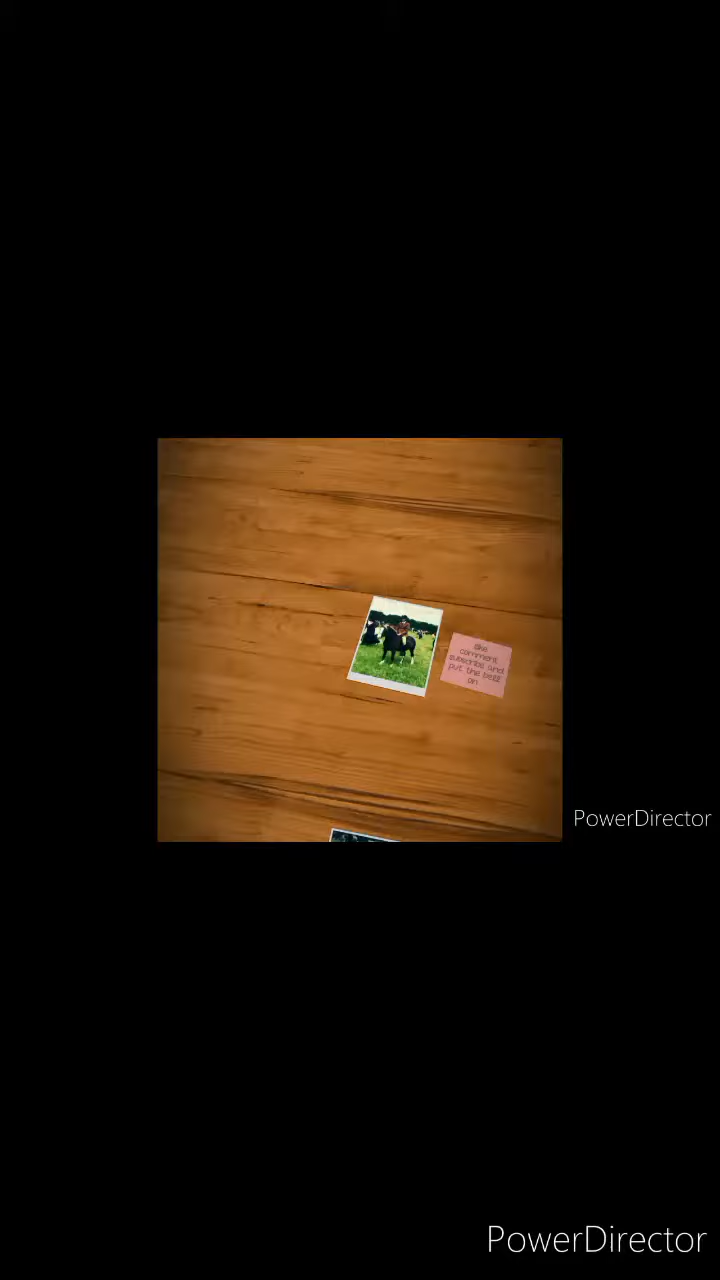 like
comment
subscribe and
put the bell
on
PowerDirector
PowerDirector